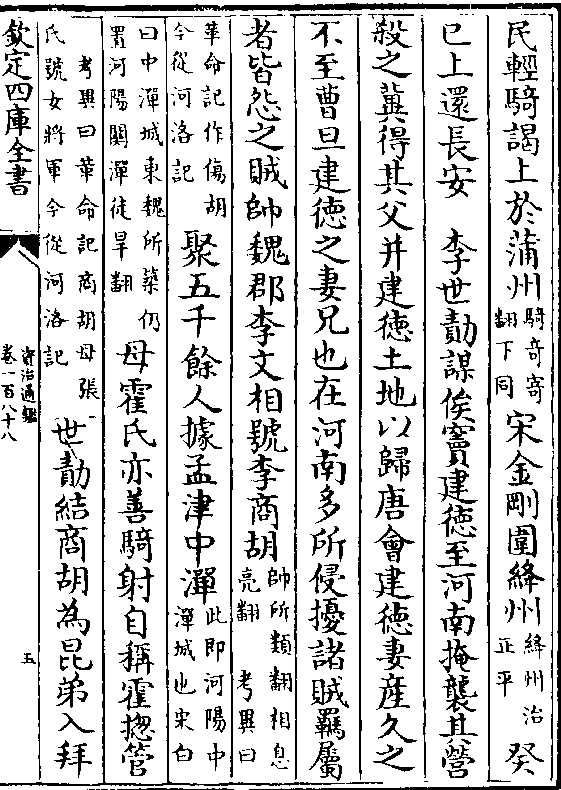 民輕騎謁上於蒲州騎奇寄翻下同宋金剛圍絳州絳州治正平癸
巳上還長安　李世勣謀俟竇建德至河南掩襲其營
殺之兾得其父并建德土地以歸唐會建德妻産久之
不至曹旦建德之妻兄也在河南多所侵擾諸賊羈屬
者皆怨之賊帥魏郡李文相號李商胡帥所類翻相息亮翻　考異曰
革命記作傷胡今從河洛記聚五千餘人據孟津中潬此即河陽中潬城也宋白
曰中潬城東魏所築仍置河陽關潬徒旱翻母霍氏亦善騎射自稱霍揔管
考異曰革命記商胡母張氏號女將軍今從河洛記世勣結商胡為昆弟入拜
欽定四庫全書
資治通鑑
卷一百八十八
五